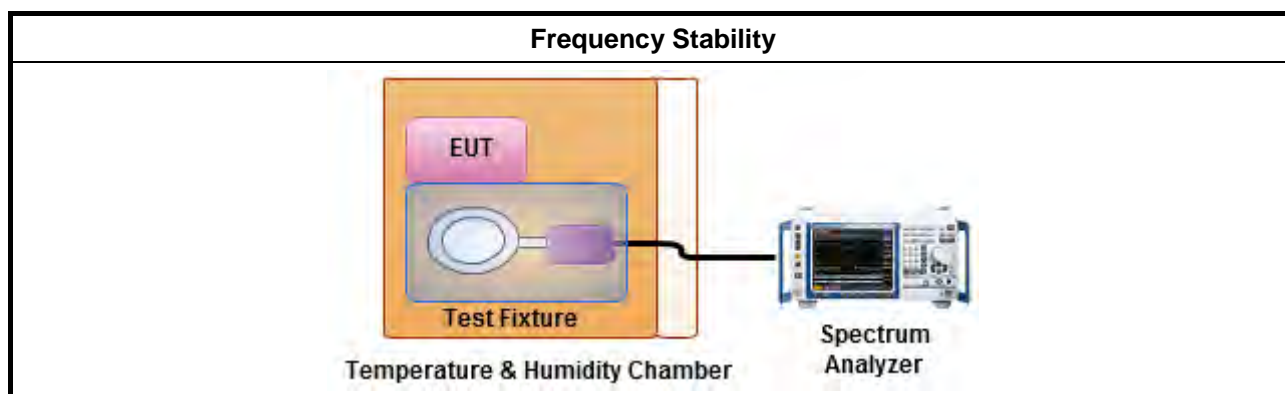 Frequency Stability
EUT
Test Fixture
Temperature & Humidity Chamber
Spectrum
Analyzer